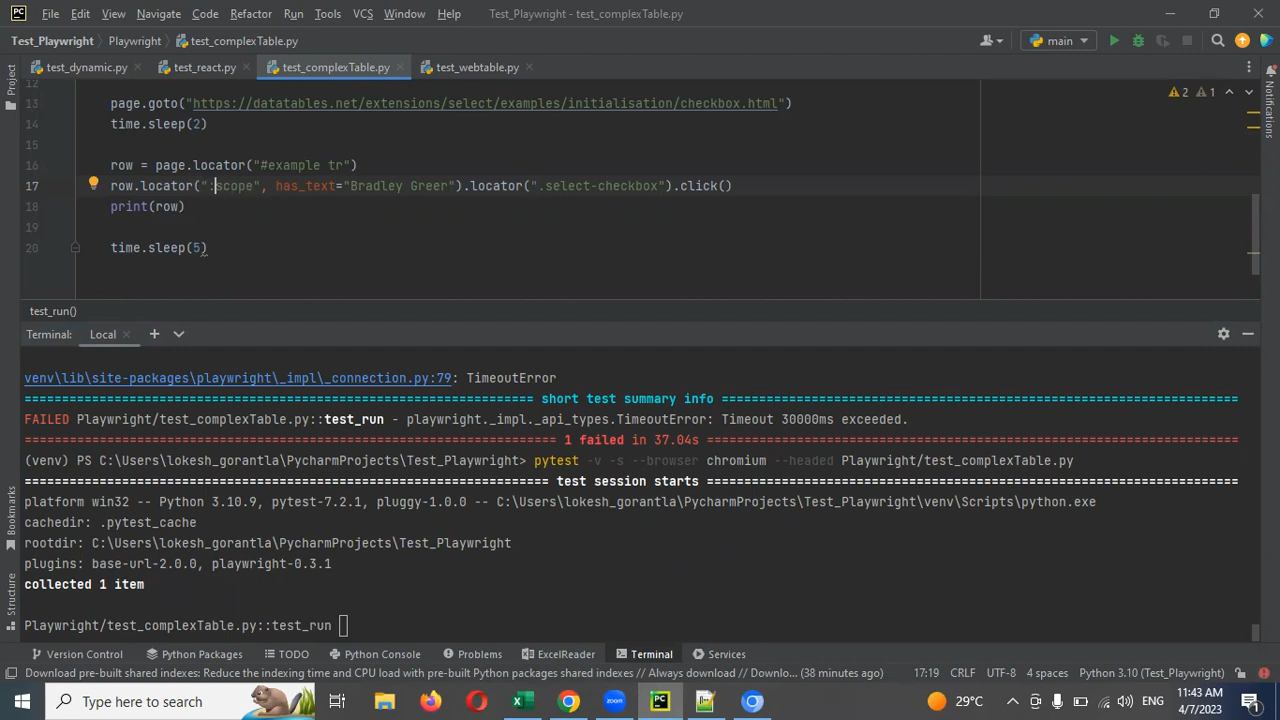 PC File Edit View Navigate Code Refactor Run Tools VCS Window Help Test_Playwright - test_complexTable.py
Test_Playwright Playwright test_complexTable.py main
Project test_dynamic.py test_react.py test_complexTable.py test_webtable.py Notifications
12
13 page.goto("https://datatables.net/extensions/select/examples/initialisation/checkbox.html") 2 1
14 time.sleep(2)
15
16 row = page.locator("#example tr")
17 row.locator(":scope", has_text="Bradley Greer").locator(".select-checkbox").click()
18 print(row)
19
20 time.sleep(5)
test_run()
Terminal: Local
venv\lib\site-packages\playwright\_impl\_connection.py:79: TimeoutError
=== short test summary info ===
FAILED Playwright/test_complexTable.py::test_run - playwright._impl._api_types.TimeoutError: Timeout 30000ms exceeded.
=== 1 failed in 37.04s ===
(venv) PS C:\Users\lokesh_gorantla\PycharmProjects\Test_Playwright> pytest -v -s --browser chromium --headed Playwright/test_complexTable.py
=== test session starts ===
platform win32 -- Python 3.10.9, pytest-7.2.1, pluggy-1.0.0 -- C:\Users\lokesh_gorantla\PycharmProjects\Test_Playwright\venv\Scripts\python.exe
cachedir: .pytest_cache
rootdir: C:\Users\lokesh_gorantla\PycharmProjects\Test_Playwright
plugins: base-url-2.0.0, playwright-0.3.1
collected 1 item
Playwright/test_complexTable.py::test_run
Bookmarks
Structure
Version Control Python Packages TODO Python Console Problems ExcelReader Terminal Services
Download pre-built shared indexes: Reduce the indexing time and CPU load with pre-built Python packages shared indexes // Always download // Downlo... (38 minutes ago) 17:19 CRLF UTF-8 4 spaces Python 3.10 (Test_Playwright)
Type here to search zoom PC 29°C ENG 11:43 AM
4/7/2023 1